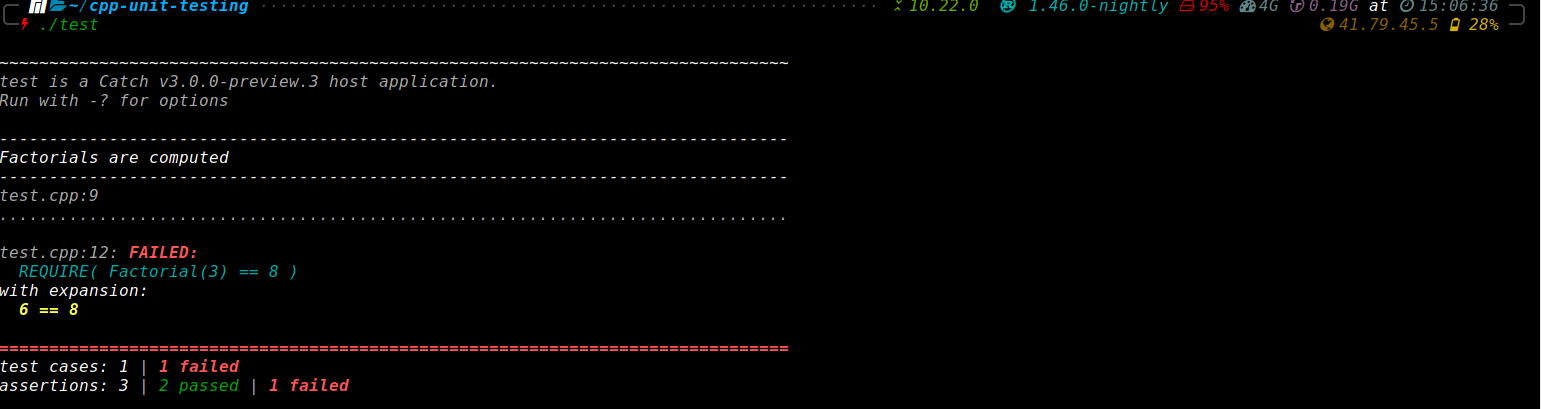 ~/cpp-unit-testing ······························································ 10.22.0 1.46.0-nightly 95% 4G 0.19G at 15:06:36
./test 41.79.45.5 28%
~~~~~~~~~~~~~~~~~~~~~~~~~~~~~~~~~~~~~~~~~~~~~~~~~~~~~~~~~~~~~~~~~~~~~~~~~~~~~~~
test is a Catch v3.0.0-preview.3 host application.
Run with -? for options
-------------------------------------------------------------------------------
Factorials are computed
-------------------------------------------------------------------------------
test.cpp:9
...............................................................................
test.cpp:12: FAILED:
REQUIRE( Factorial(3) == 8 )
with expansion:
6 == 8
===============================================================================
test cases: 1 | 1 failed
assertions: 3 | 2 passed | 1 failed